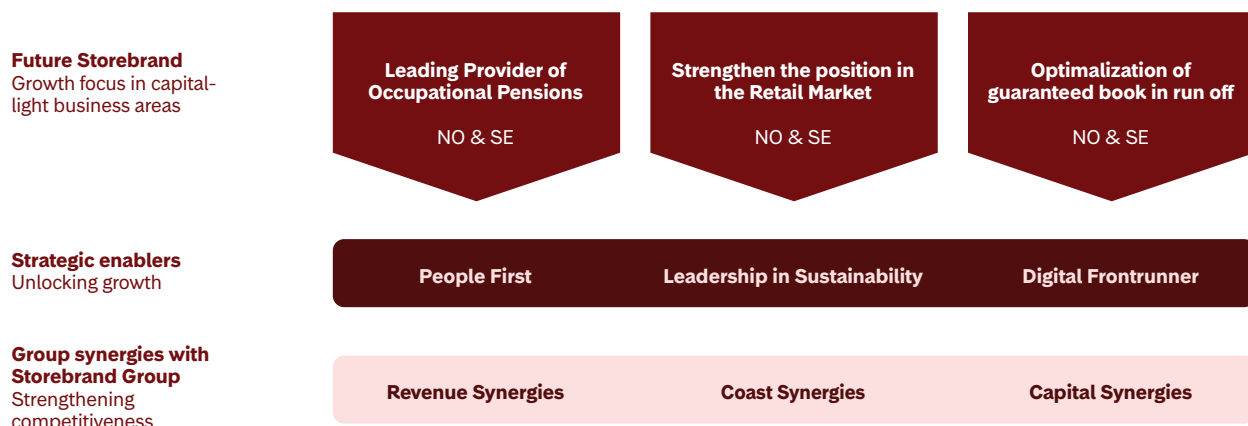 Future Storebrand
Growth focus in capital-
light business areas
Leading Provider of
Occupational Pensions
NO & SE
Strengthen the position in
the Retail Market
NO & SE
Optimalization of
guaranteed book in run off
NO & SE
Strategic enablers
Unlocking growth
People First
Leadership in Sustainability
Digital Frontrunner
Group synergies with
Storebrand Group
Strengthening
competitiveness
Revenue Synergies
Coast Synergies
Capital Synergies